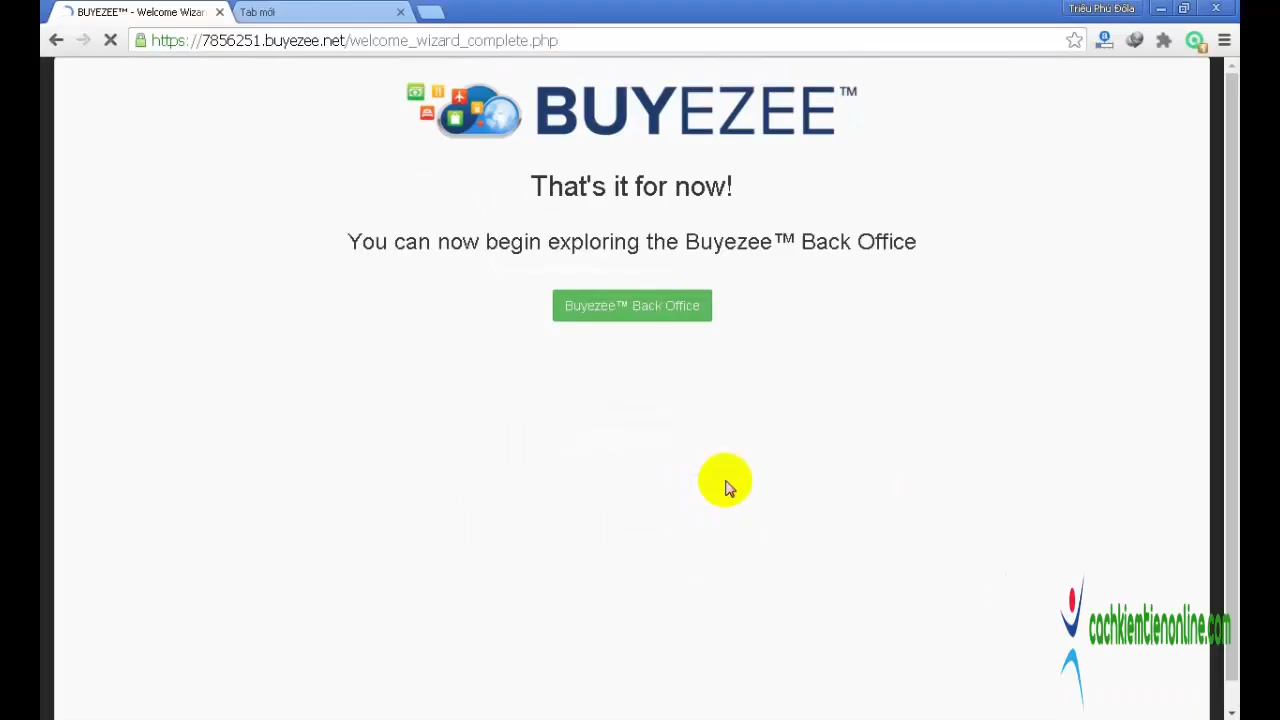 BUYEZEE™ - Welcome Wizar
Tab mới
Triệu Phú Đôla
https://7856251.buyezee.net/welcome_wizard_complete.php
BUYEZEE™
That's it for now!
You can now begin exploring the Buyezee™ Back Office
Buyezee™ Back Office
cachkiemtienonline.com